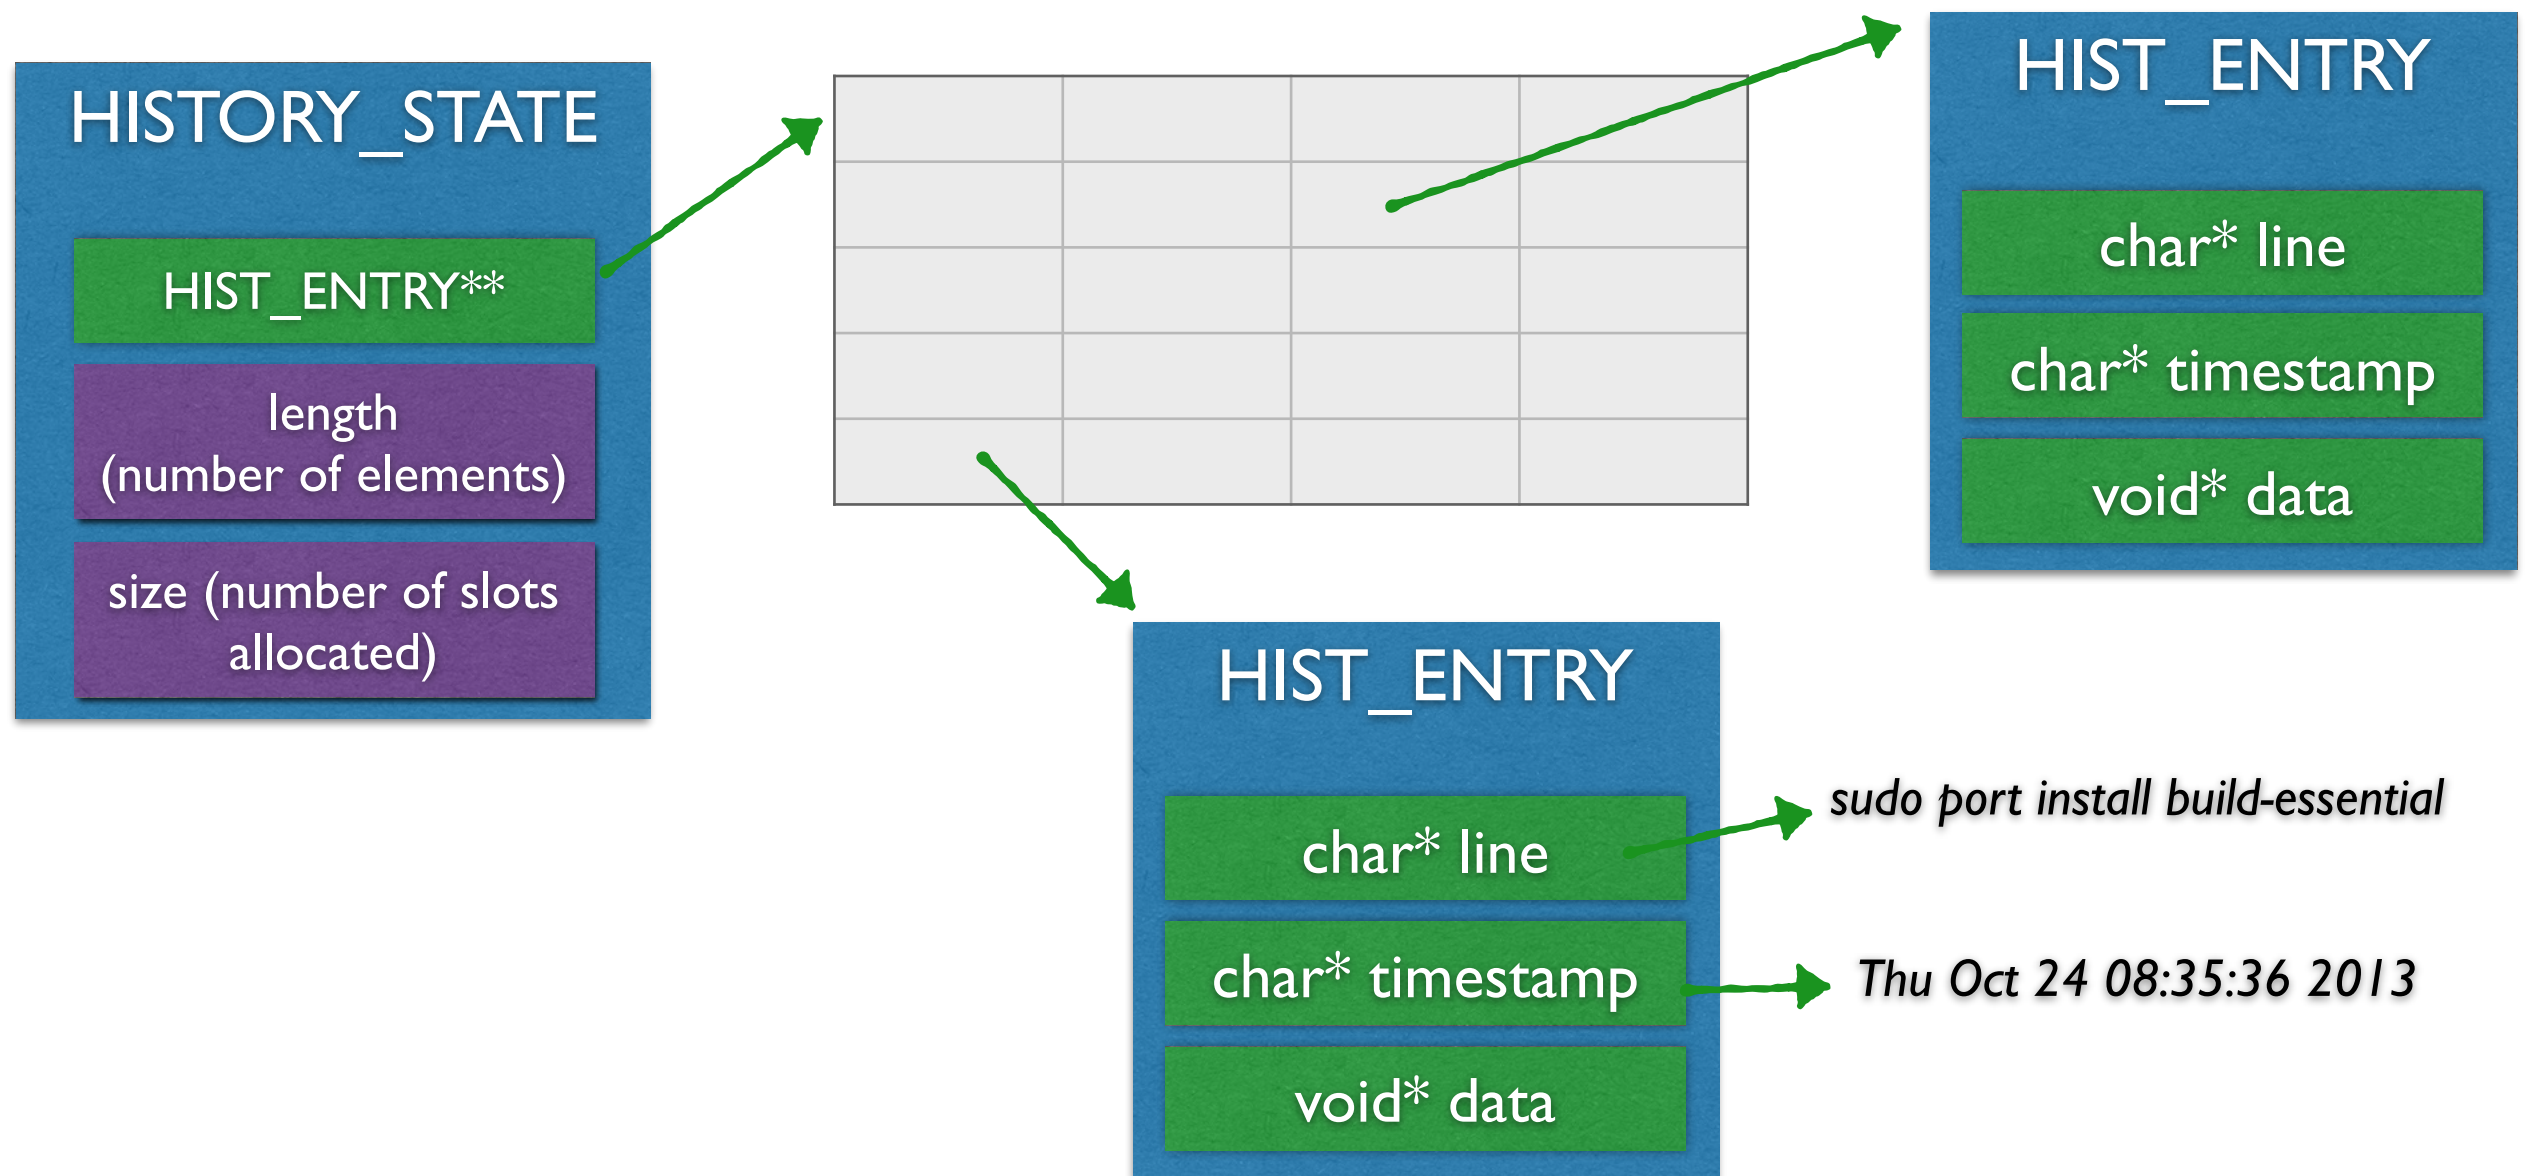 HISTORY_STATE
HIST_ENTRY**
length
(number of elements)
size (number of slots
allocated)
HIST_ENTRY
char* line
char* timestamp
void* data
HIST_ENTRY
char* line
char* timestamp
void* data
sudo port install build-essential
Thu Oct 24 08:35:36 2013